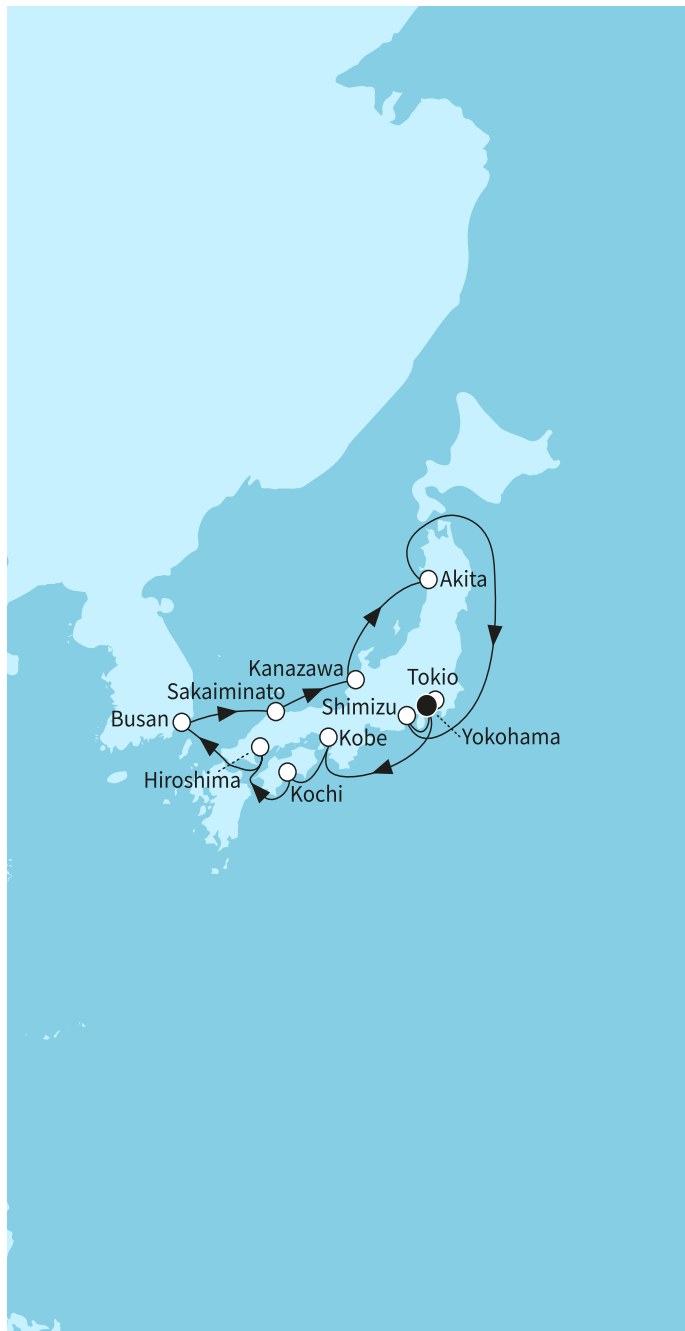 Akita
Kanazawa
Tokio
Sakaiminato
Shimizu
Busan
Kobe
Yokohama
Hiroshima
Kochi